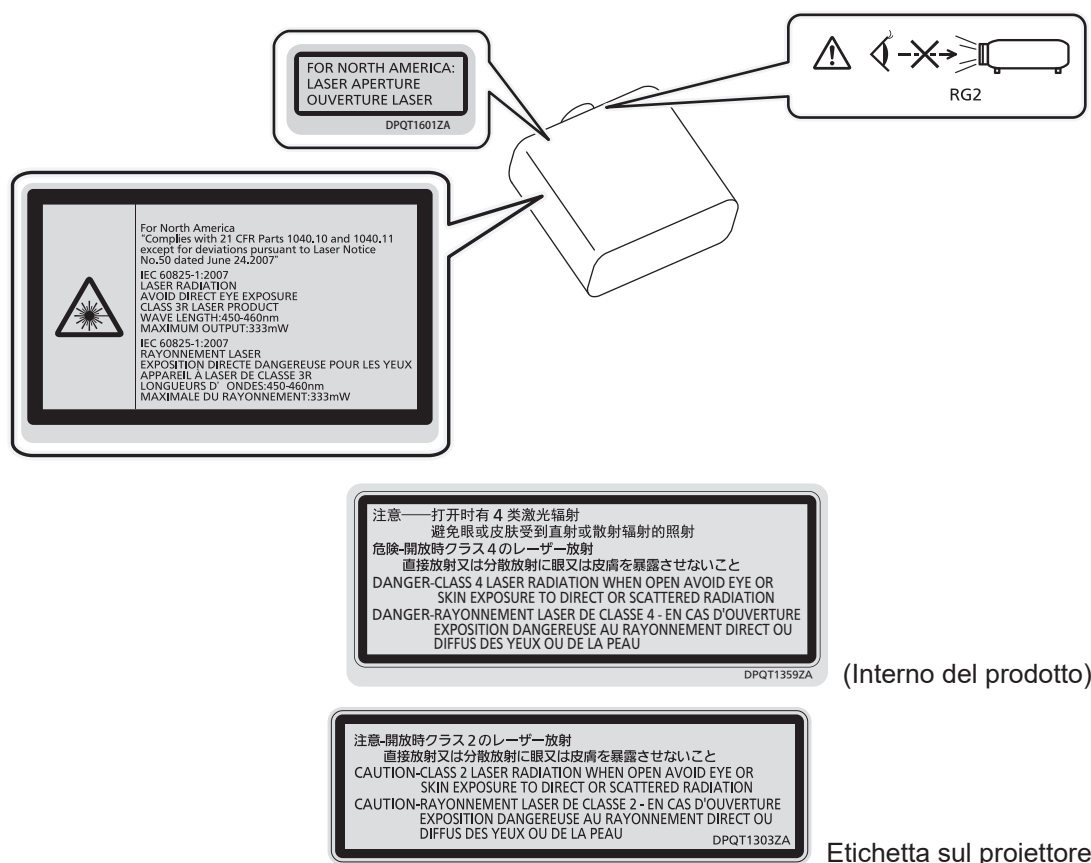 FOR NORTH AMERICA:
LASER APERTURE
OUVERTURE LASER
DPQT1601ZA
RG2
For North America
"Complies with 21 CFR Parts 1040.10 and 1040.11
except for deviations pursuant to Laser Notice
No.50 dated June 24.2007"
IEC 60825-1:2007
LASER RADIATION
AVOID DIRECT EYE EXPOSURE
CLASS 3R LASER PRODUCT
WAVE LENGTH:450-460nm
MAXIMUM OUTPUT:333mW
IEC 60825-1:2007
RAYONNEMENT LASER
EXPOSITION DIRECTE DANGEREUSE POUR LES YEUX
APPAREIL À LASER DE CLASSE 3R
LONGUEURS D' ONDES:450-460nm
MAXIMALE DU RAYONNEMENT:333mW
注意——打开时有 4 类激光辐射
避免眼或皮肤受到直射或散射辐射的照射
危険-開放時クラス4のレーザー放射
直接放射又は分散放射に眼又は皮膚を暴露させないこと
DANGER-CLASS 4 LASER RADIATION WHEN OPEN AVOID EYE OR
SKIN EXPOSURE TO DIRECT OR SCATTERED RADIATION
DANGER-RAYONNEMENT LASER DE CLASSE 4 - EN CAS D'OUVERTURE
EXPOSITION DANGEREUSE AU RAYONNEMENT DIRECT OU
DIFFUS DES YEUX OU DE LA PEAU
DPQT1359ZA
(Interno del prodotto)
注意-開放時クラス2のレーザー放射
直接放射又は分散放射に眼又は皮膚を暴露させないこと
CAUTION-CLASS 2 LASER RADIATION WHEN OPEN AVOID EYE OR
SKIN EXPOSURE TO DIRECT OR SCATTERED RADIATION
CAUTION-RAYONNEMENT LASER DE CLASSE 2 - EN CAS D'OUVERTURE
EXPOSITION DANGEREUSE AU RAYONNEMENT DIRECT OU
DIFFUS DES YEUX OU DE LA PEAU
DPQT1303ZA
Etichetta sul proiettore